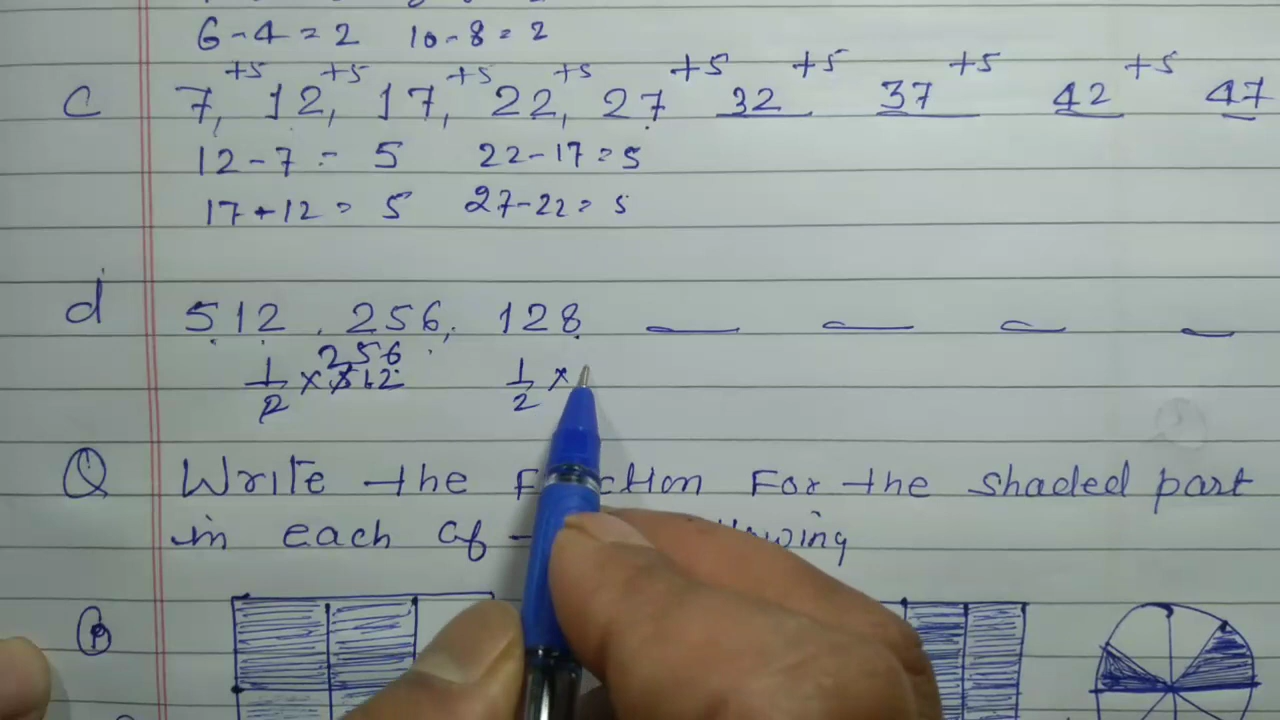 6 - 4 = 2 10 - 8 = 2
+5 +5 +5 +5 +5 +5 +5 +5
C 7, 12, 17, 22, 27 32 37 42 47
12 - 7 = 5 22 - 17 = 5
17 + 12 = 5 27 - 22 = 5
d 512, 256, 128
256
1/2 × 512 1/2 ×
Q Write the For the shaded part
in each of